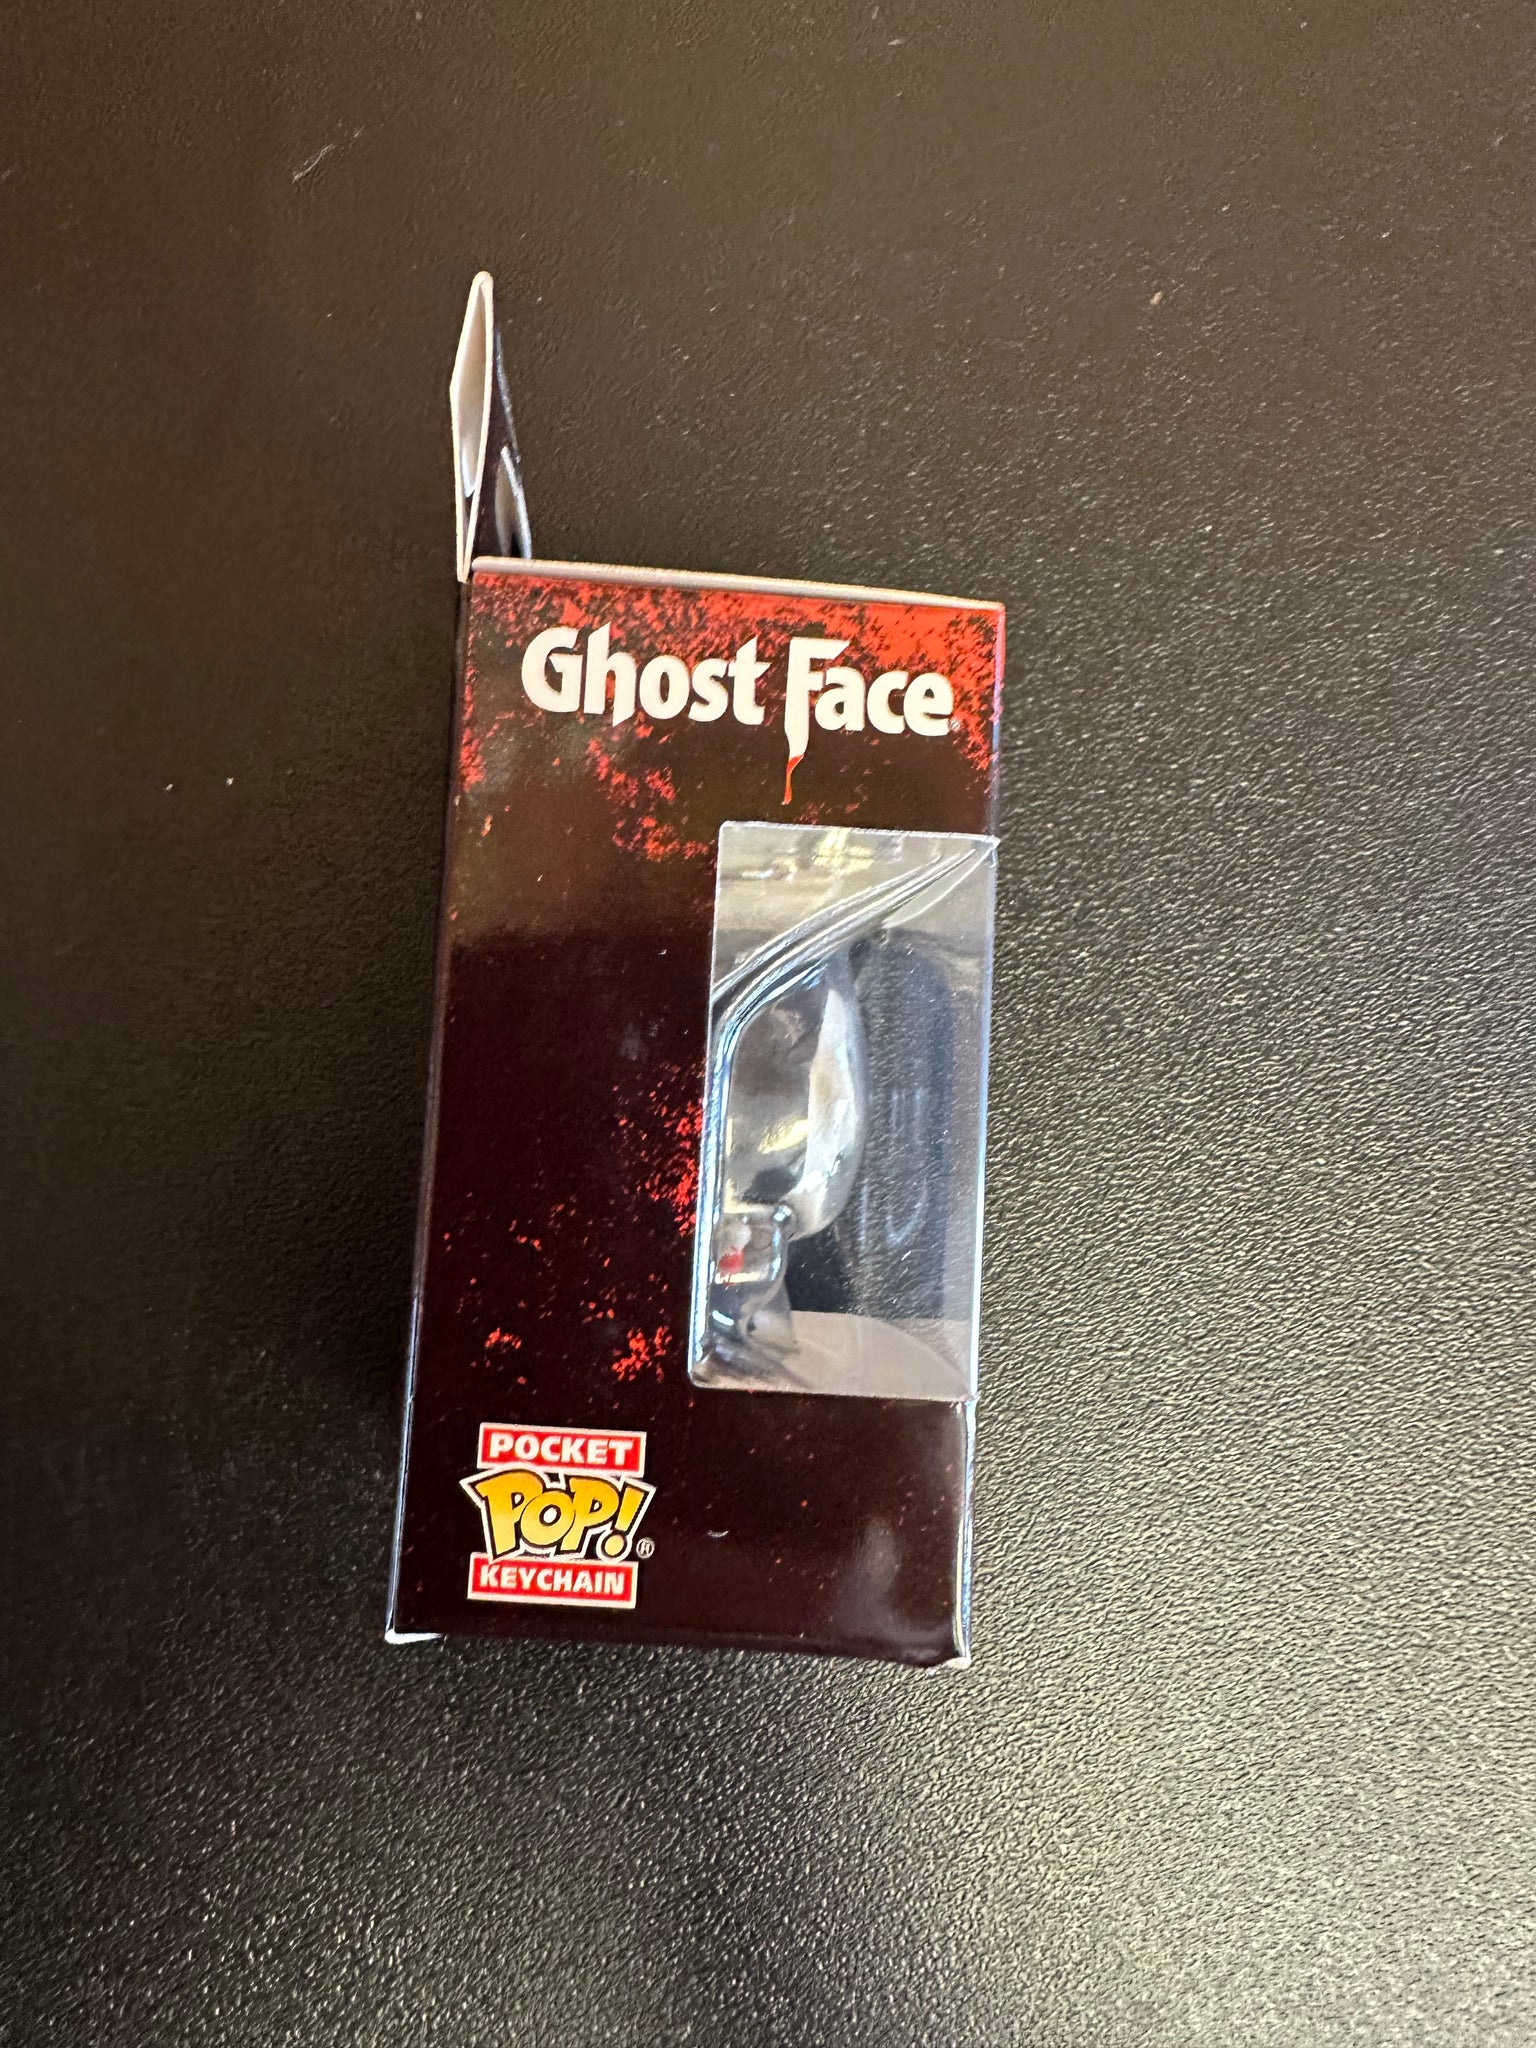 Ghost Face
POCKET
POP! ®
KEYCHAIN